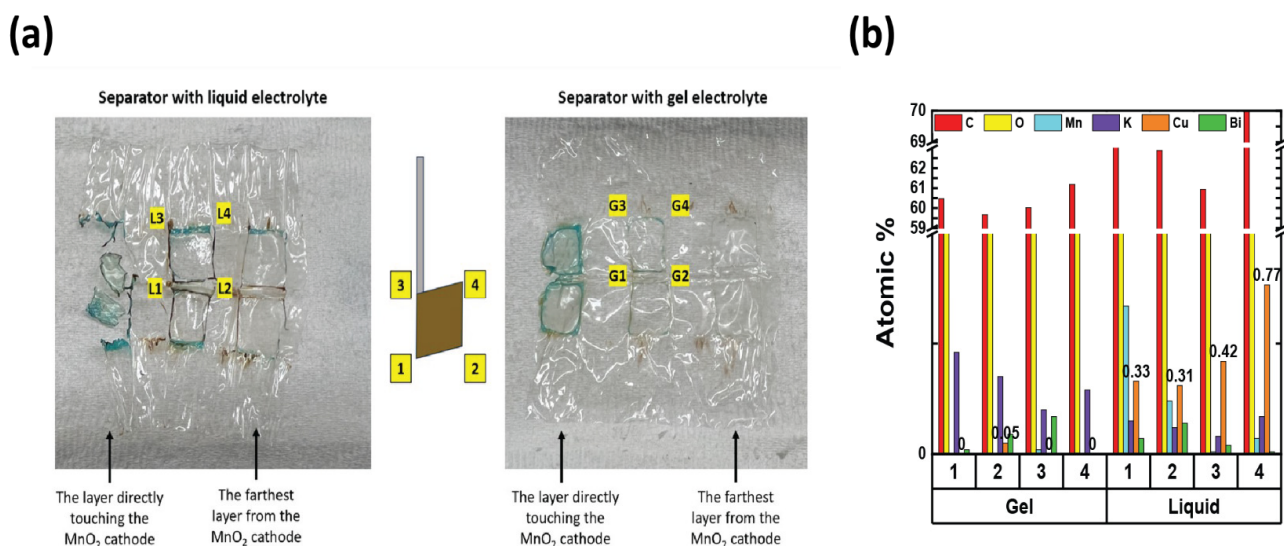 (a)
(b)
Separator with liquid electrolyte
Separator with gel electrolyte
L3
L4
L1
L2
3
4
1
2
G3
G4
G1
G2
The layer directly
touching the
MnO₂ cathode
The farthest
layer from the
MnO₂ cathode
The layer directly
touching the
MnO₂ cathode
The farthest
layer from the
MnO₂ cathode
C O Mn K Cu Bi
Atomic %
70
69
61
60
59
0
0
0.05
0
0
0.33
0.31
0.42
0.77
1 2 3 4 1 2 3 4
Gel Liquid